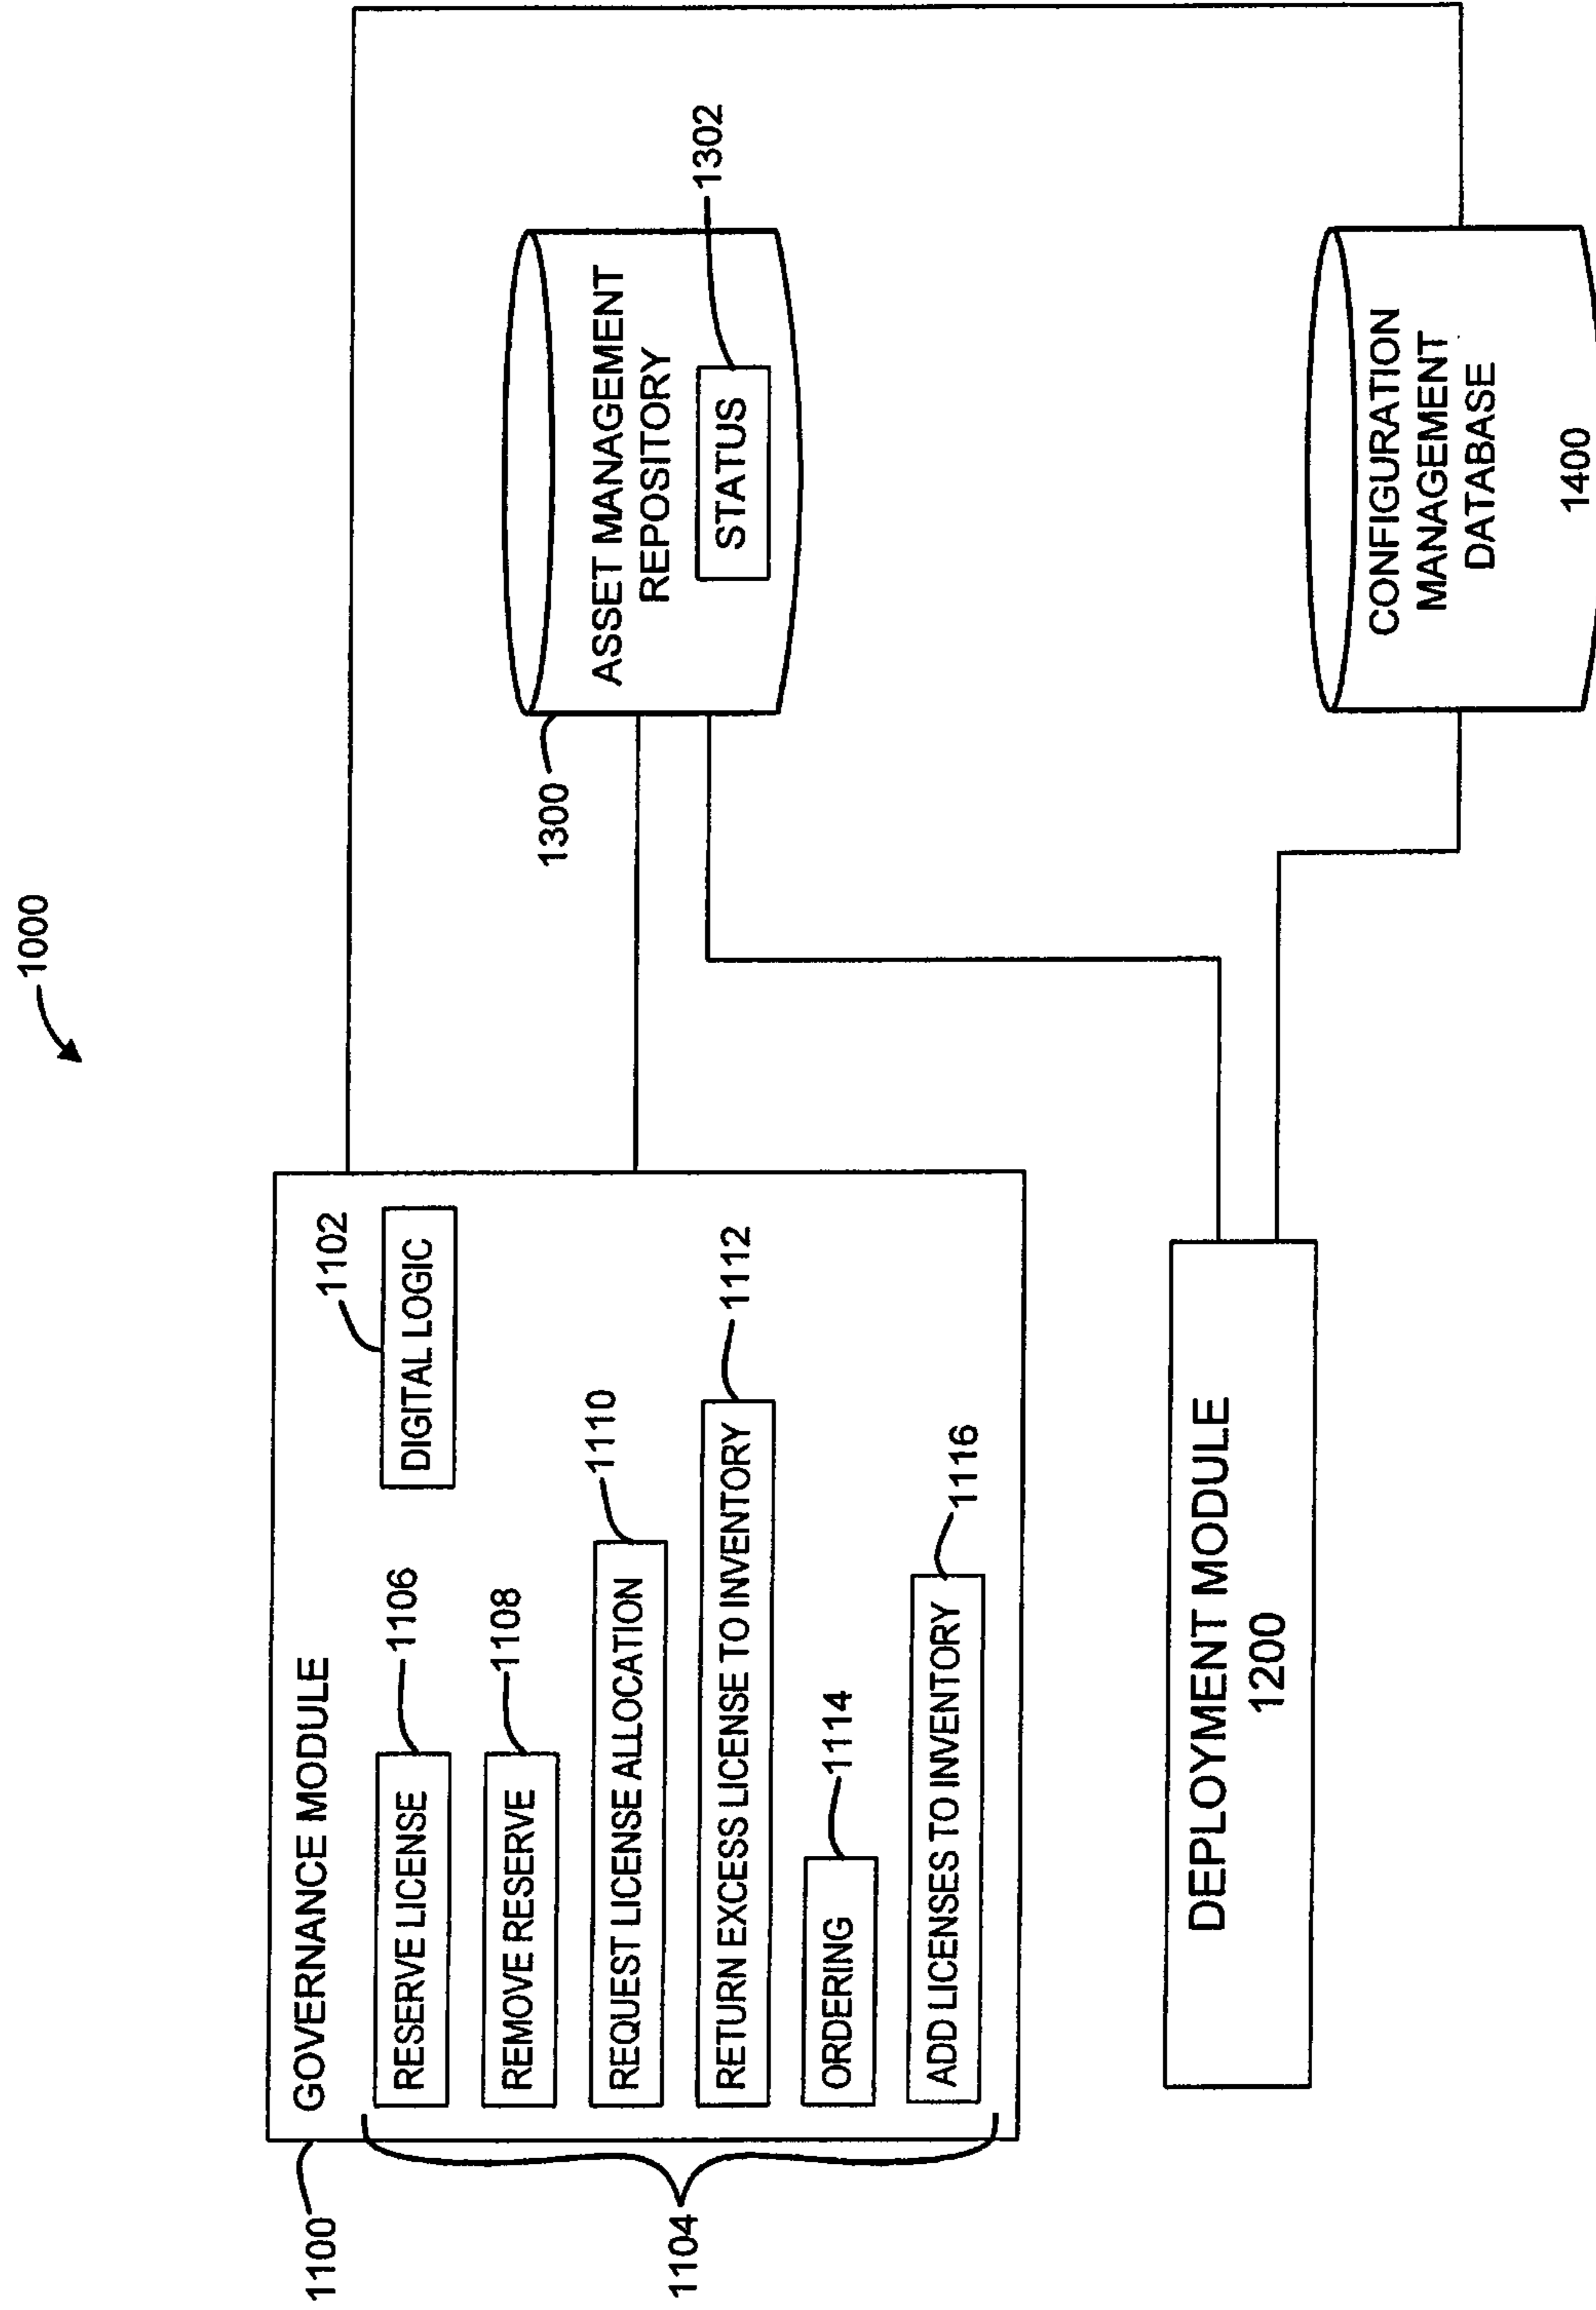 1000
1100
GOVERNANCE MODULE
1102
DIGITAL LOGIC
1104
RESERVE LICENSE
1106
REMOVE RESERVE
1108
REQUEST LICENSE ALLOCATION
1110
RETURN EXCESS LICENSE TO INVENTORY
1112
ORDERING
1114
ADD LICENSES TO INVENTORY
1116
DEPLOYMENT MODULE
1200
1300
ASSET MANAGEMENT
REPOSITORY
STATUS
1302
CONFIGURATION
MANAGEMENT
DATABASE
1400